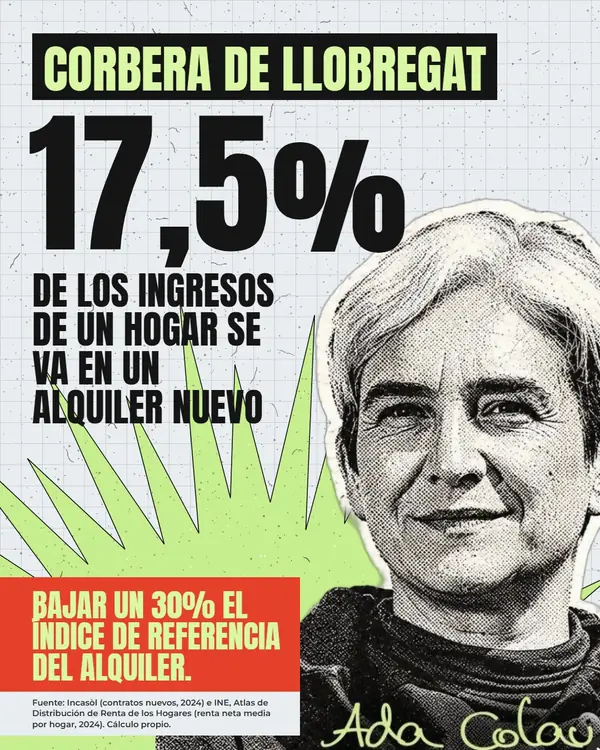 CORBERA DE LLOBREGAT
17,5%
DE LOS INGRESOS
DE UN HOGAR SE
VA EN UN
ALQUILER NUEVO
BAJAR UN 30% EL
ÍNDICE DE REFERENCIA
DEL ALQUILER.
Fuente: Incasòl (contratos nuevos, 2024) e INE, Atlas de
Distribución de Renta de los Hogares (renta neta media
por hogar, 2024). Cálculo propio.
Ada Colau